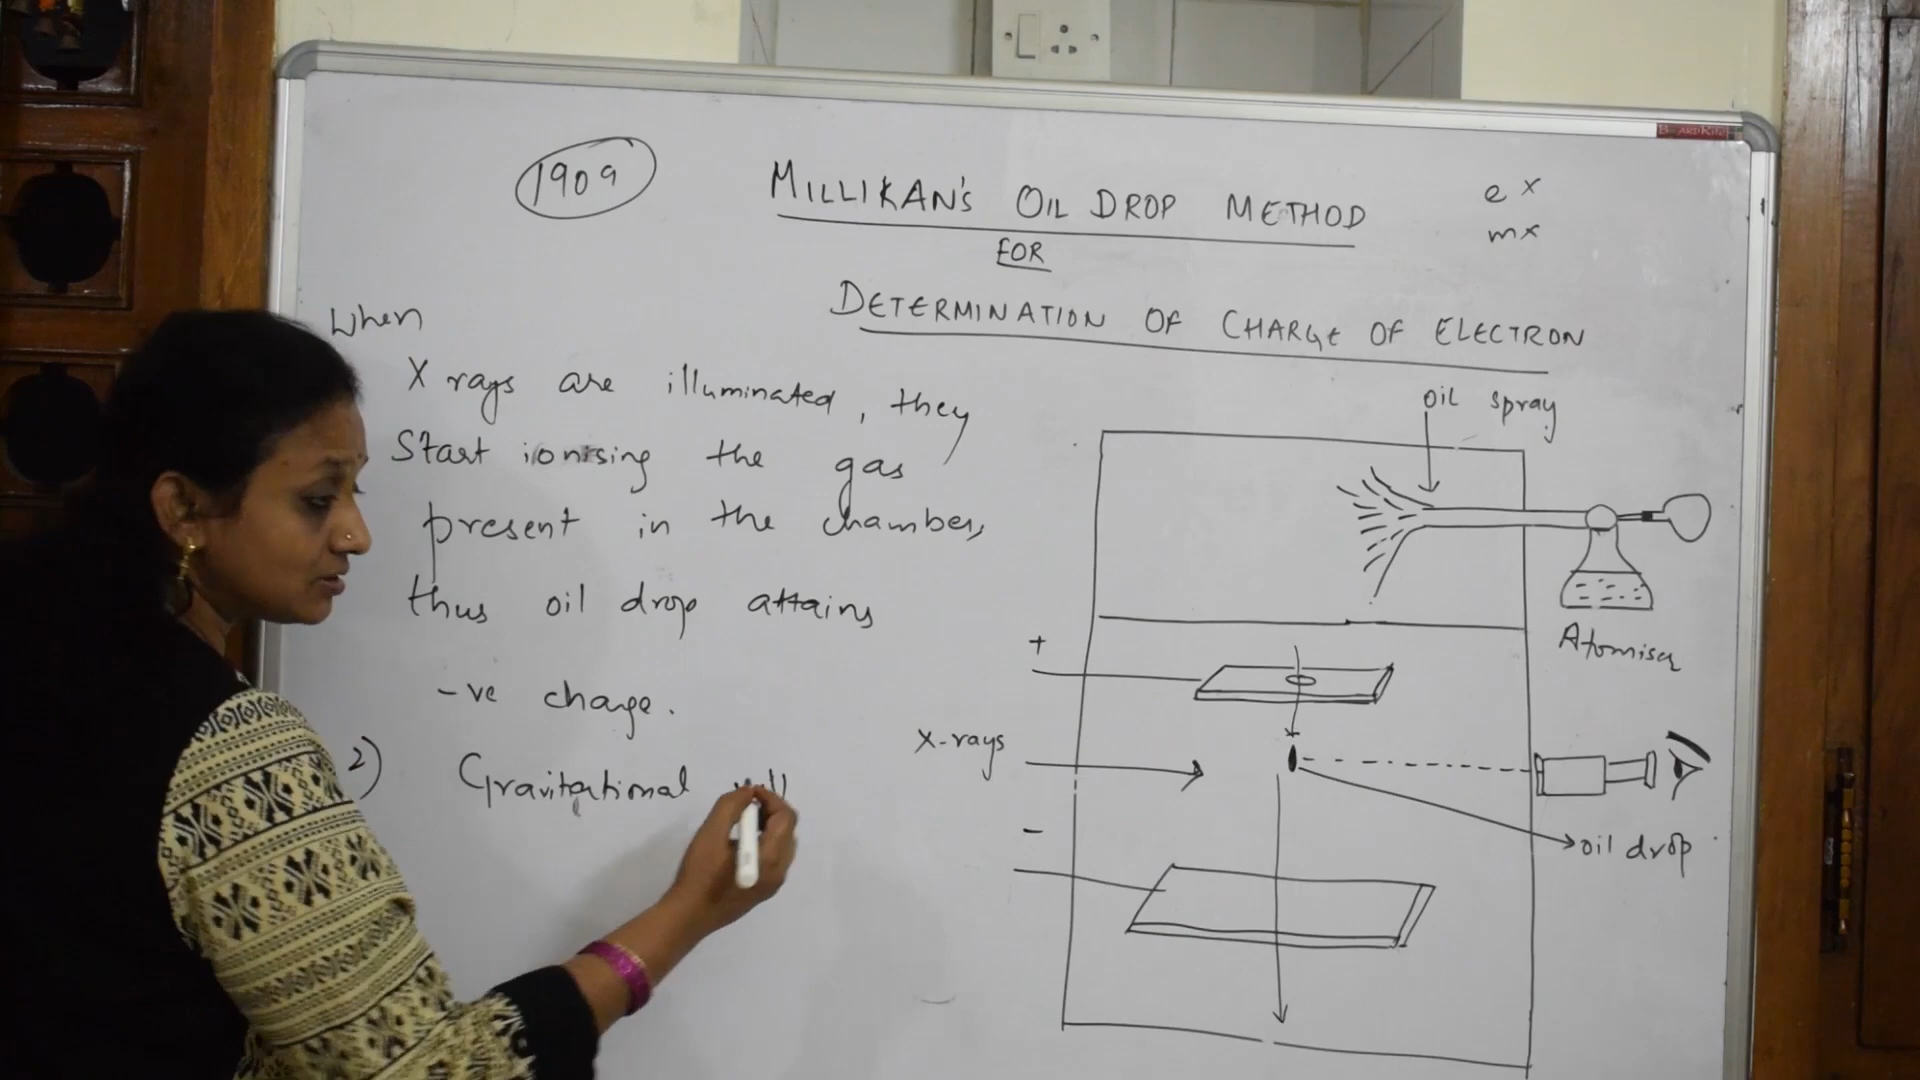 1909
MILLIKAN'S OIL DROP METHOD
e x
mx
FOR
DETERMINATION OF CHARGE OF ELECTRON
When
X rays are illuminated, they
Start ionising the gas
present in the chamber,
thus oil drop attains
-ve charge.
2) Gravitational
oil spray
Atomiser
+
X-rays
-
oil drop